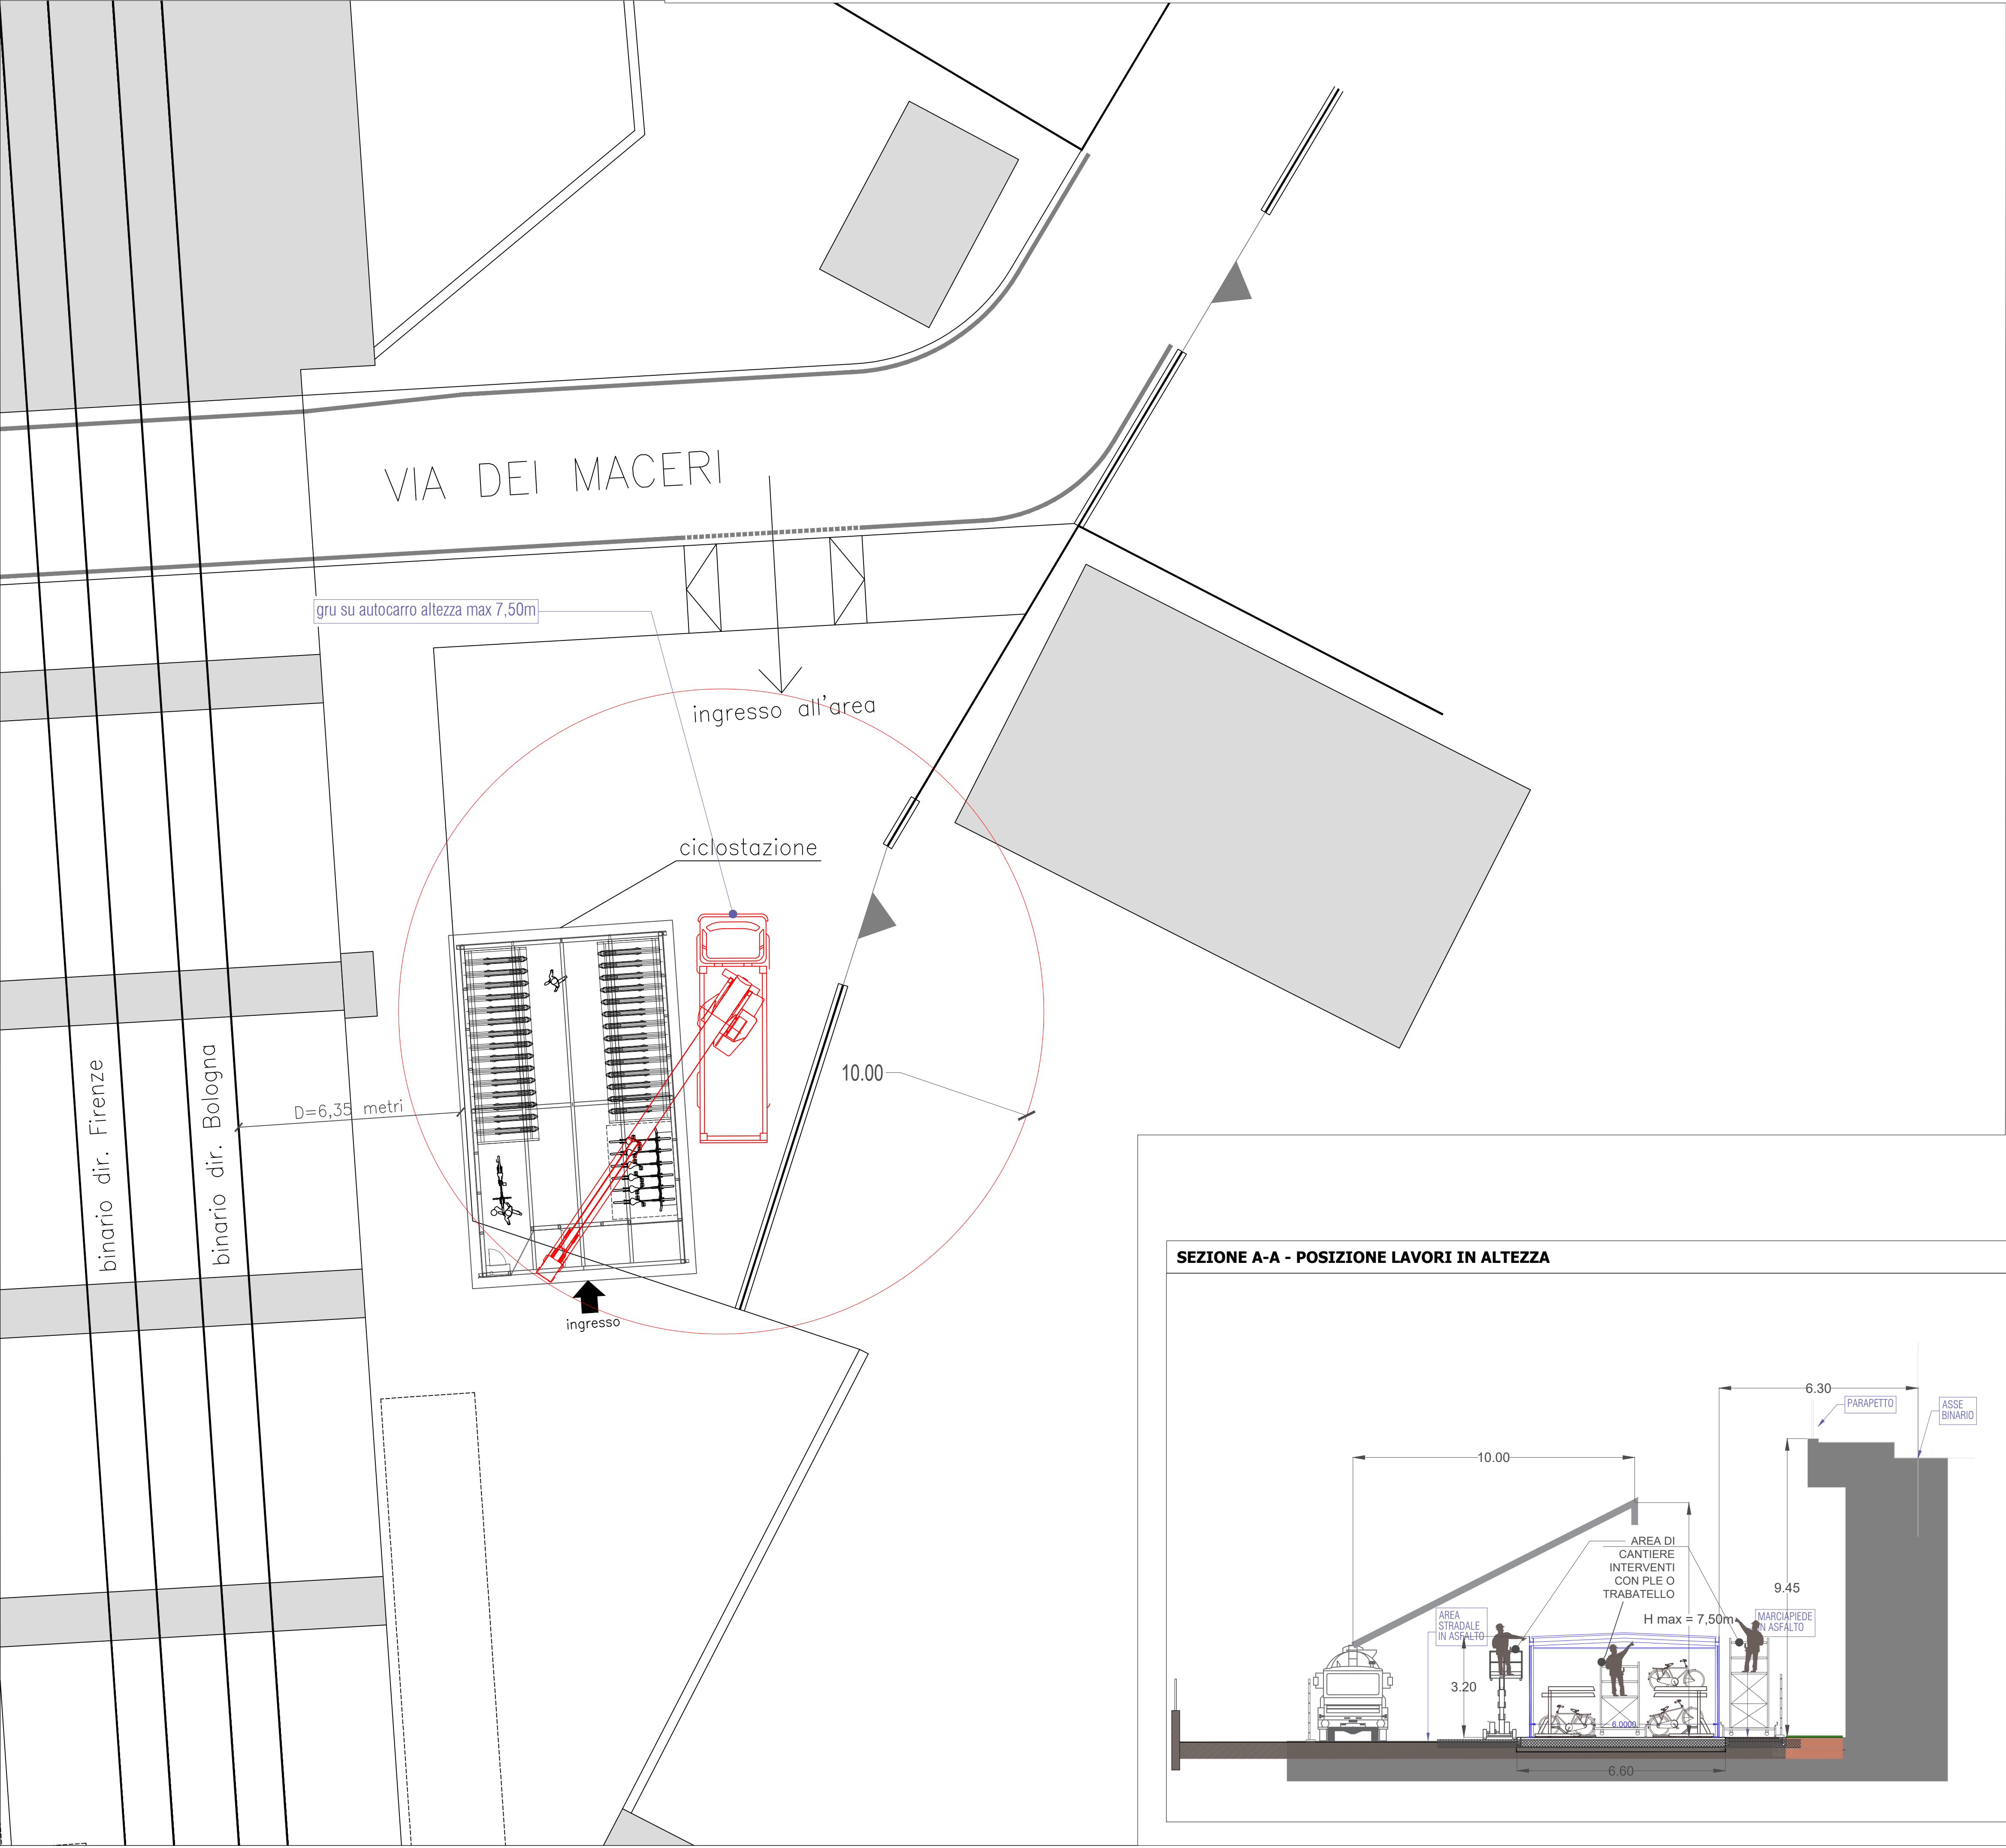 VIA DEI MACERI
gru su autocarro altezza max 7,50m
ingresso all'area
ciclostazione
10.00
D=6,35 metri
binario dir. Firenze
binario dir. Bologna
ingresso
SEZIONE A-A - POSIZIONE LAVORI IN ALTEZZA
6.30
PARAPETTO
ASSE
BINARIO
10.00
AREA DI
CANTIERE
INTERVENTI
CON PLE O
TRABATELLO
9.45
H max = 7,50m
AREA
STRADALE
IN ASFALTO
MARCIAPIEDE
IN ASFALTO
3.20
6.0000
6.60